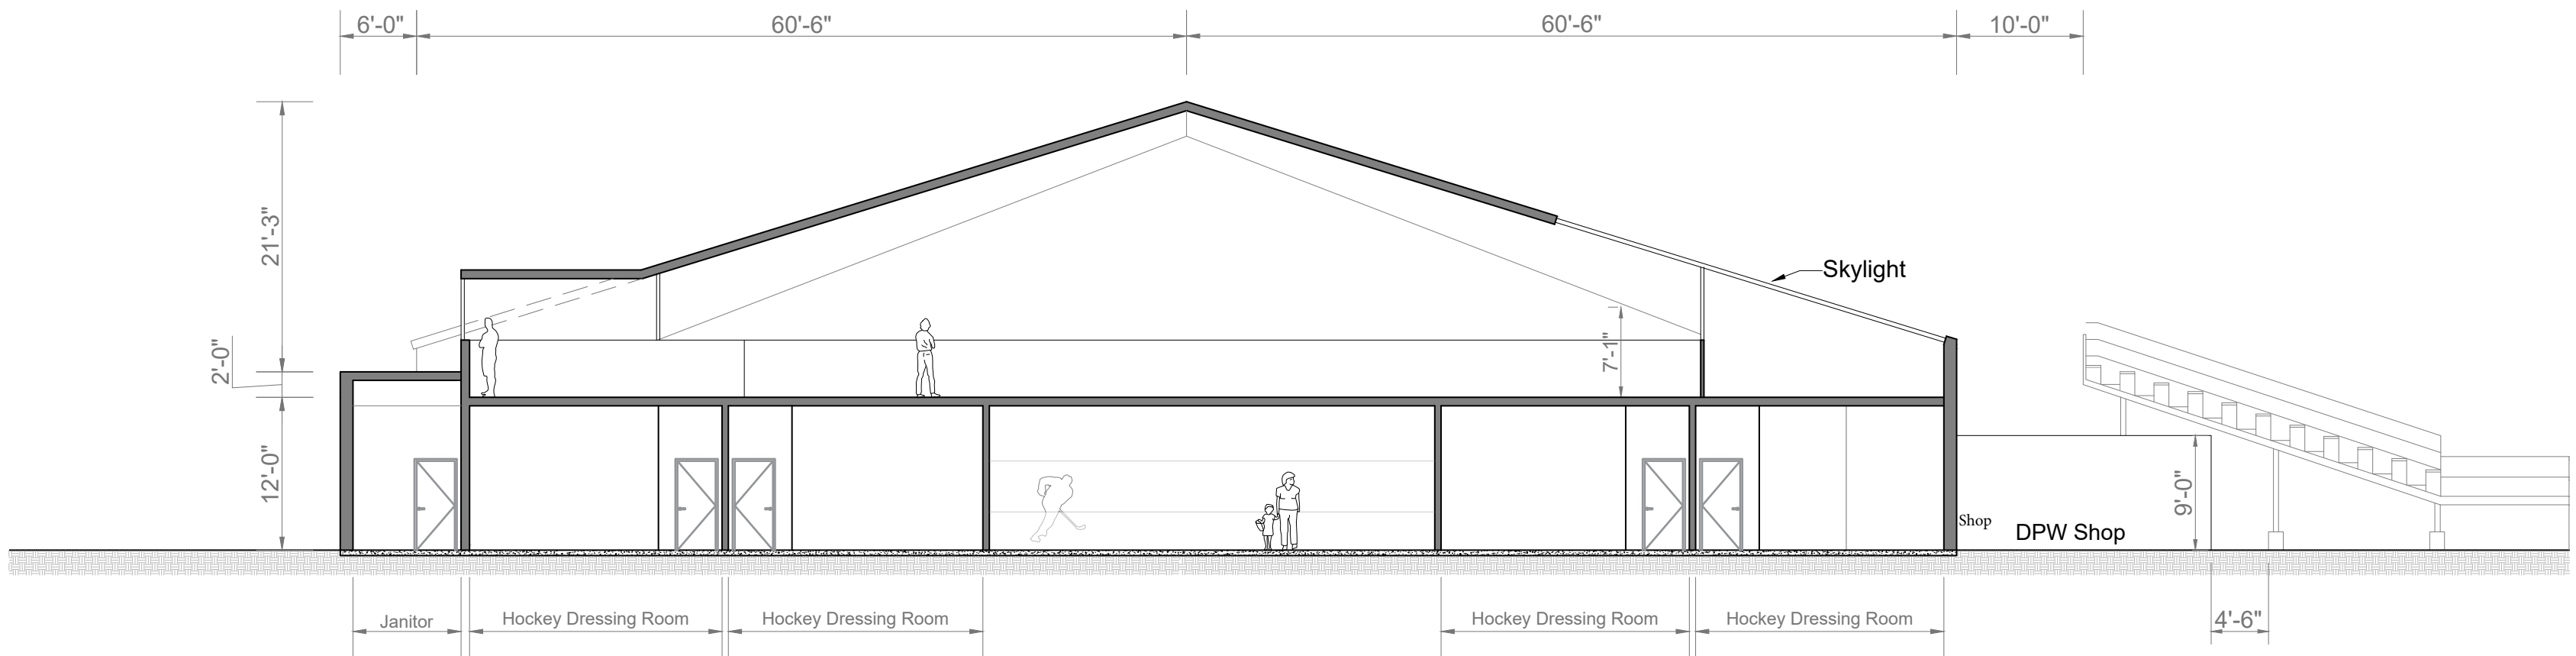 6'-0"
60'-6"
60'-6"
10'-0"
21'-3"
Skylight
2'-0"
7'-1"
12'-0"
9'-0"
Shop
DPW Shop
Janitor
Hockey Dressing Room
Hockey Dressing Room
Hockey Dressing Room
Hockey Dressing Room
4'-6"